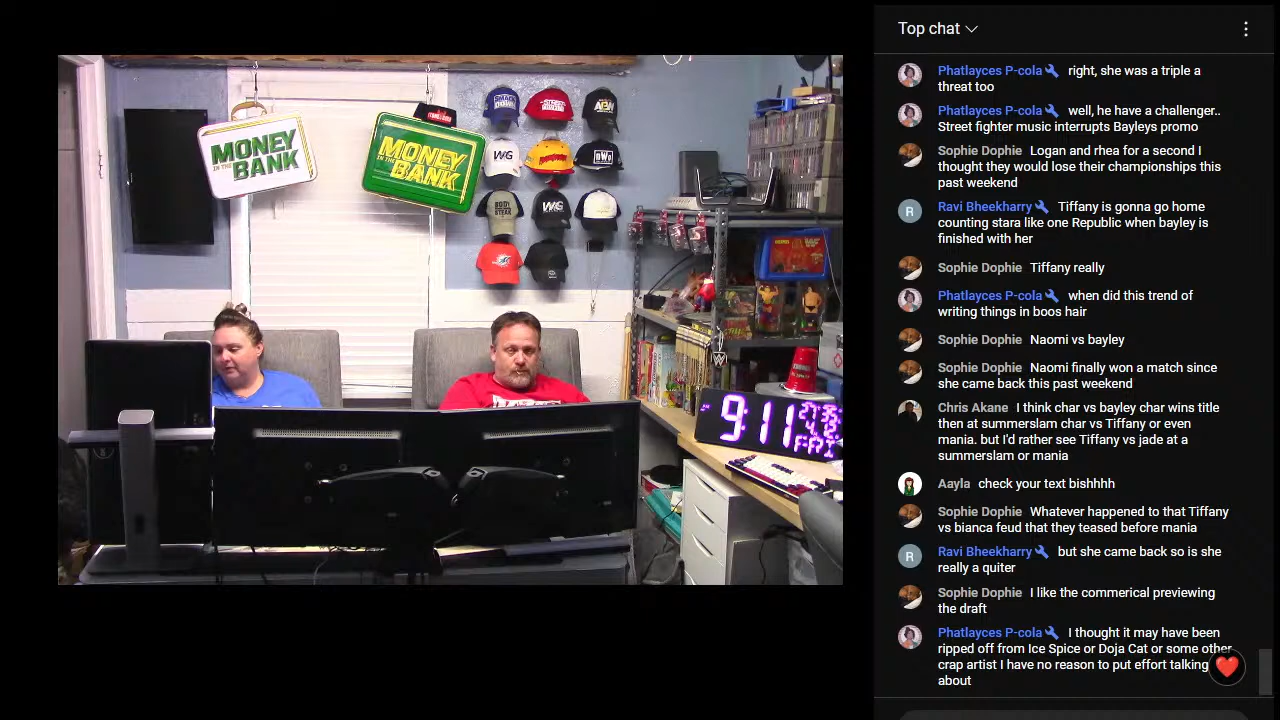 Top chat
Phatlayces P-cola right, she was a triple a
threat too
Phatlayces P-cola well, he have a challenger..
Street fighter music interrupts Bayleys promo
Sophie Dophie Logan and rhea for a second I
thought they would lose their championships this
past weekend
R Ravi Bheekharry Tiffany is gonna go home
counting stara like one Republic when bayley is
finished with her
Sophie Dophie Tiffany really
Phatlayces P-cola when did this trend of
writing things in boos hair
Sophie Dophie Naomi vs bayley
Sophie Dophie Naomi finally won a match since
she came back this past weekend
Chris Akane I think char vs bayley char wins title
then at summerslam char vs Tiffany or even
mania. but I'd rather see Tiffany vs jade at a
summerslam or mania
Aayla check your text bishhhh
Sophie Dophie Whatever happened to that Tiffany
vs bianca feud that they teased before mania
R Ravi Bheekharry but she came back so is she
really a quiter
Sophie Dophie I like the commerical previewing
the draft
Phatlayces P-cola I thought it may have been
ripped off from Ice Spice or Doja Cat or some other
crap artist I have no reason to put effort talking
about
MONEY
IN THE
BANK
MONEY
IN THE
BANK
WG
nWo
9:11
FRI